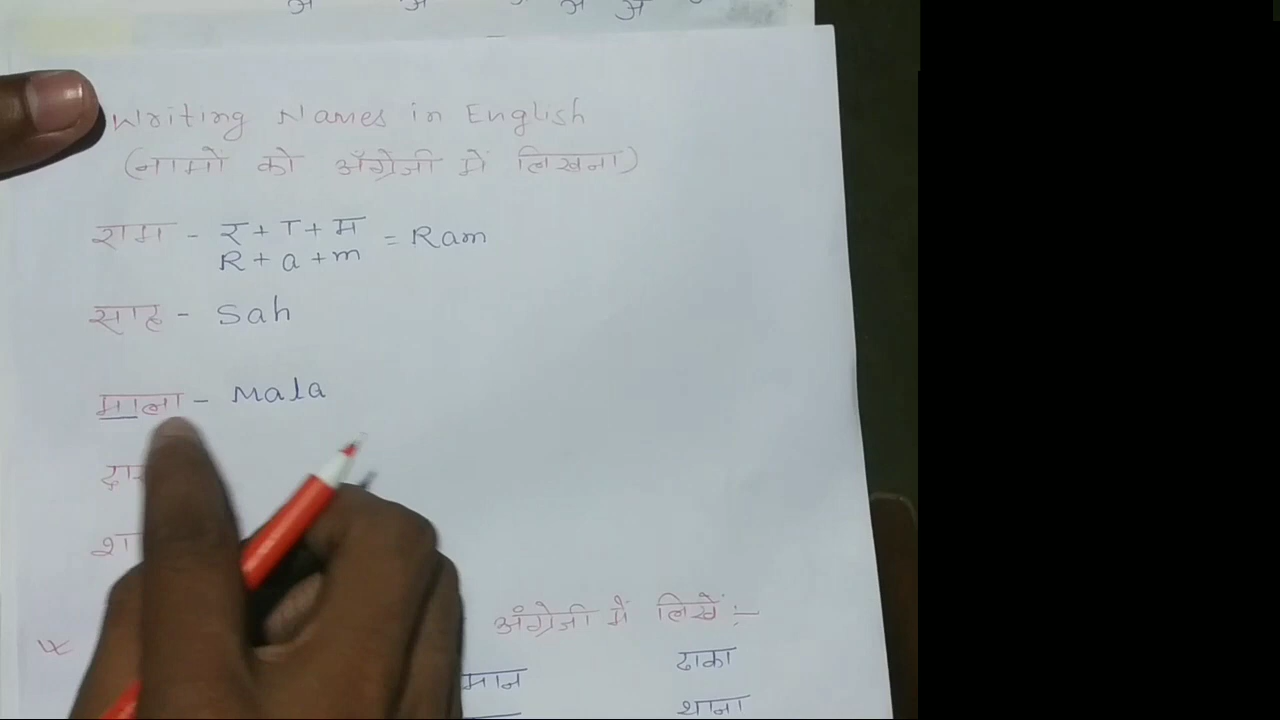 Writing Names in English
(नामों को अँग्रेजी में लिखना)
राम - र + ा + म
R + a + m = Ram
साह - Sah
माला - Mala
अंग्रेजी में लिखें :-
मान ढाका
थाना